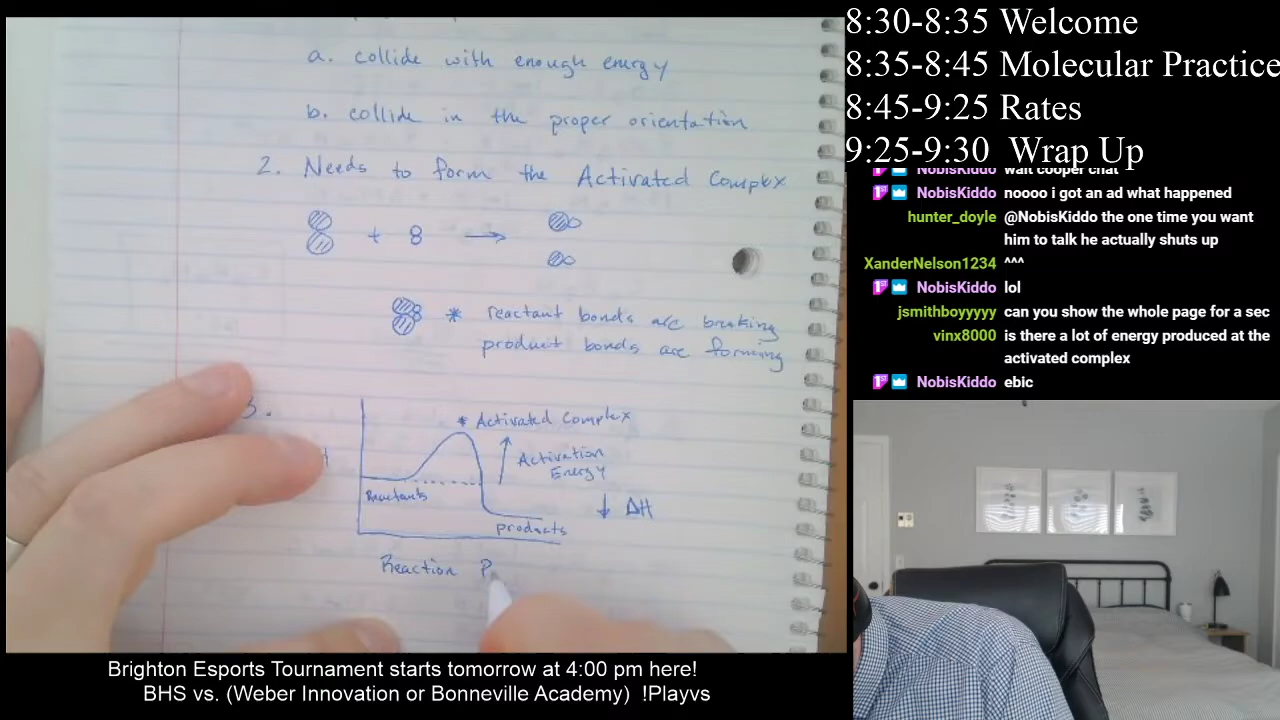 a. collide with enough energy
b. collide in the proper orientation
2. Needs to form the Activated Complex
+ 8 →
* reactant bonds are breaking
product bonds are forming
3.
* Activated Complex
Activation
Energy
Reactants
↓ ΔH
products
Reaction P
8:30-8:35 Welcome
8:35-8:45 Molecular Practice
8:45-9:25 Rates
9:25-9:30 Wrap Up
NobisKiddo wait cooper chat
NobisKiddo noooo i got an ad what happened
hunter_doyle @NobisKiddo the one time you want
him to talk he actually shuts up
XanderNelson1234 ^^^
NobisKiddo lol
jsmithboyyyyy can you show the whole page for a sec
vinx8000 is there a lot of energy produced at the
activated complex
NobisKiddo ebic
Brighton Esports Tournament starts tomorrow at 4:00 pm here!
BHS vs. (Weber Innovation or Bonneville Academy) !Playvs